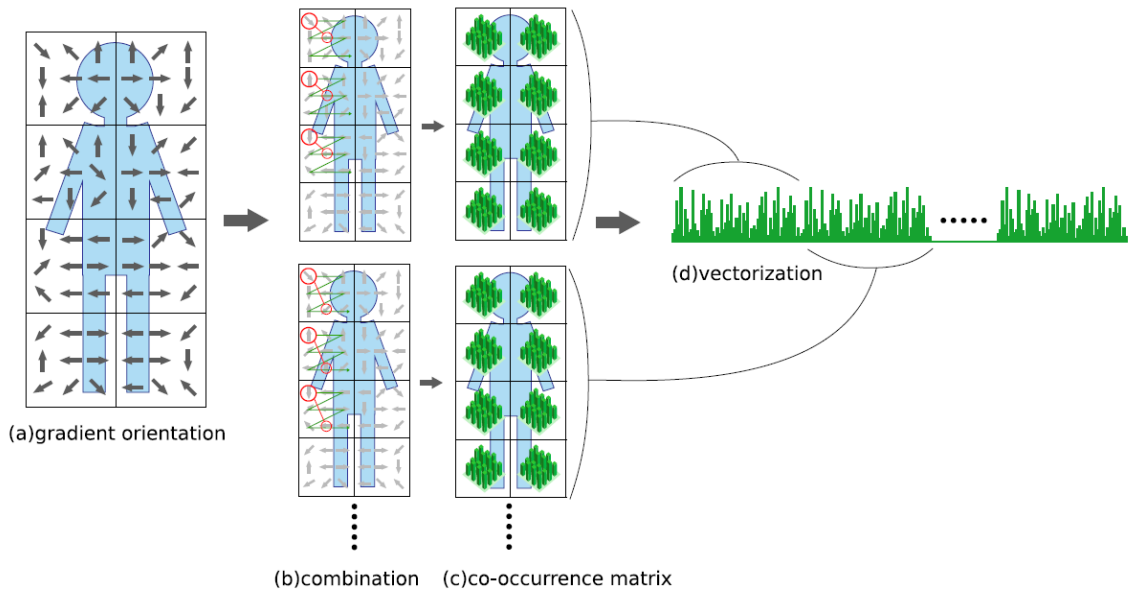 (a)gradient orientation
(b)combination
(c)co-occurrence matrix
(d)vectorization